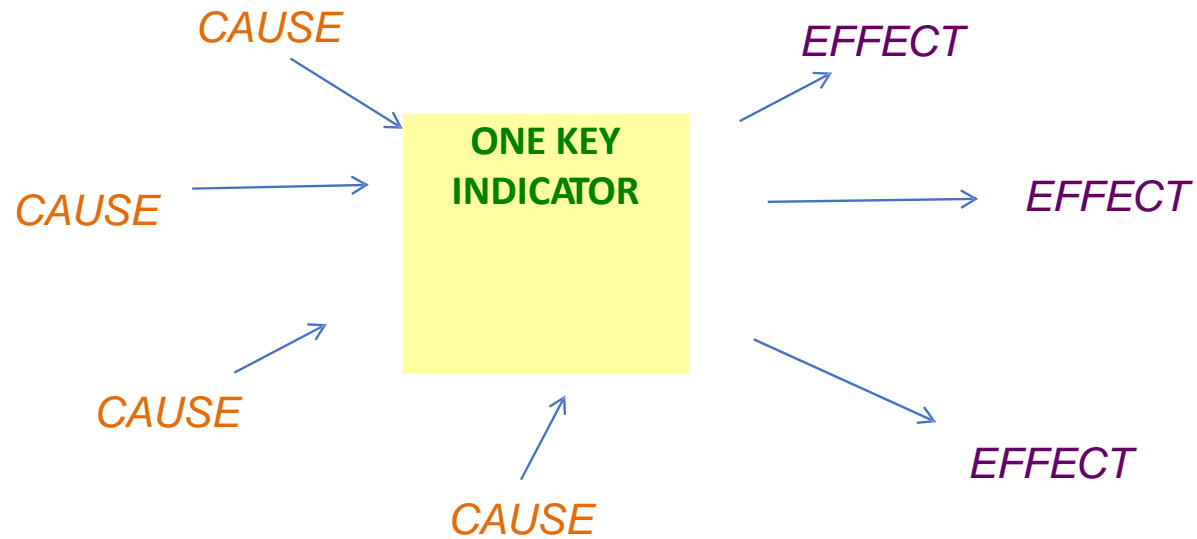 CAUSE
EFFECT
ONE KEY
INDICATOR
CAUSE
EFFECT
CAUSE
EFFECT
CAUSE